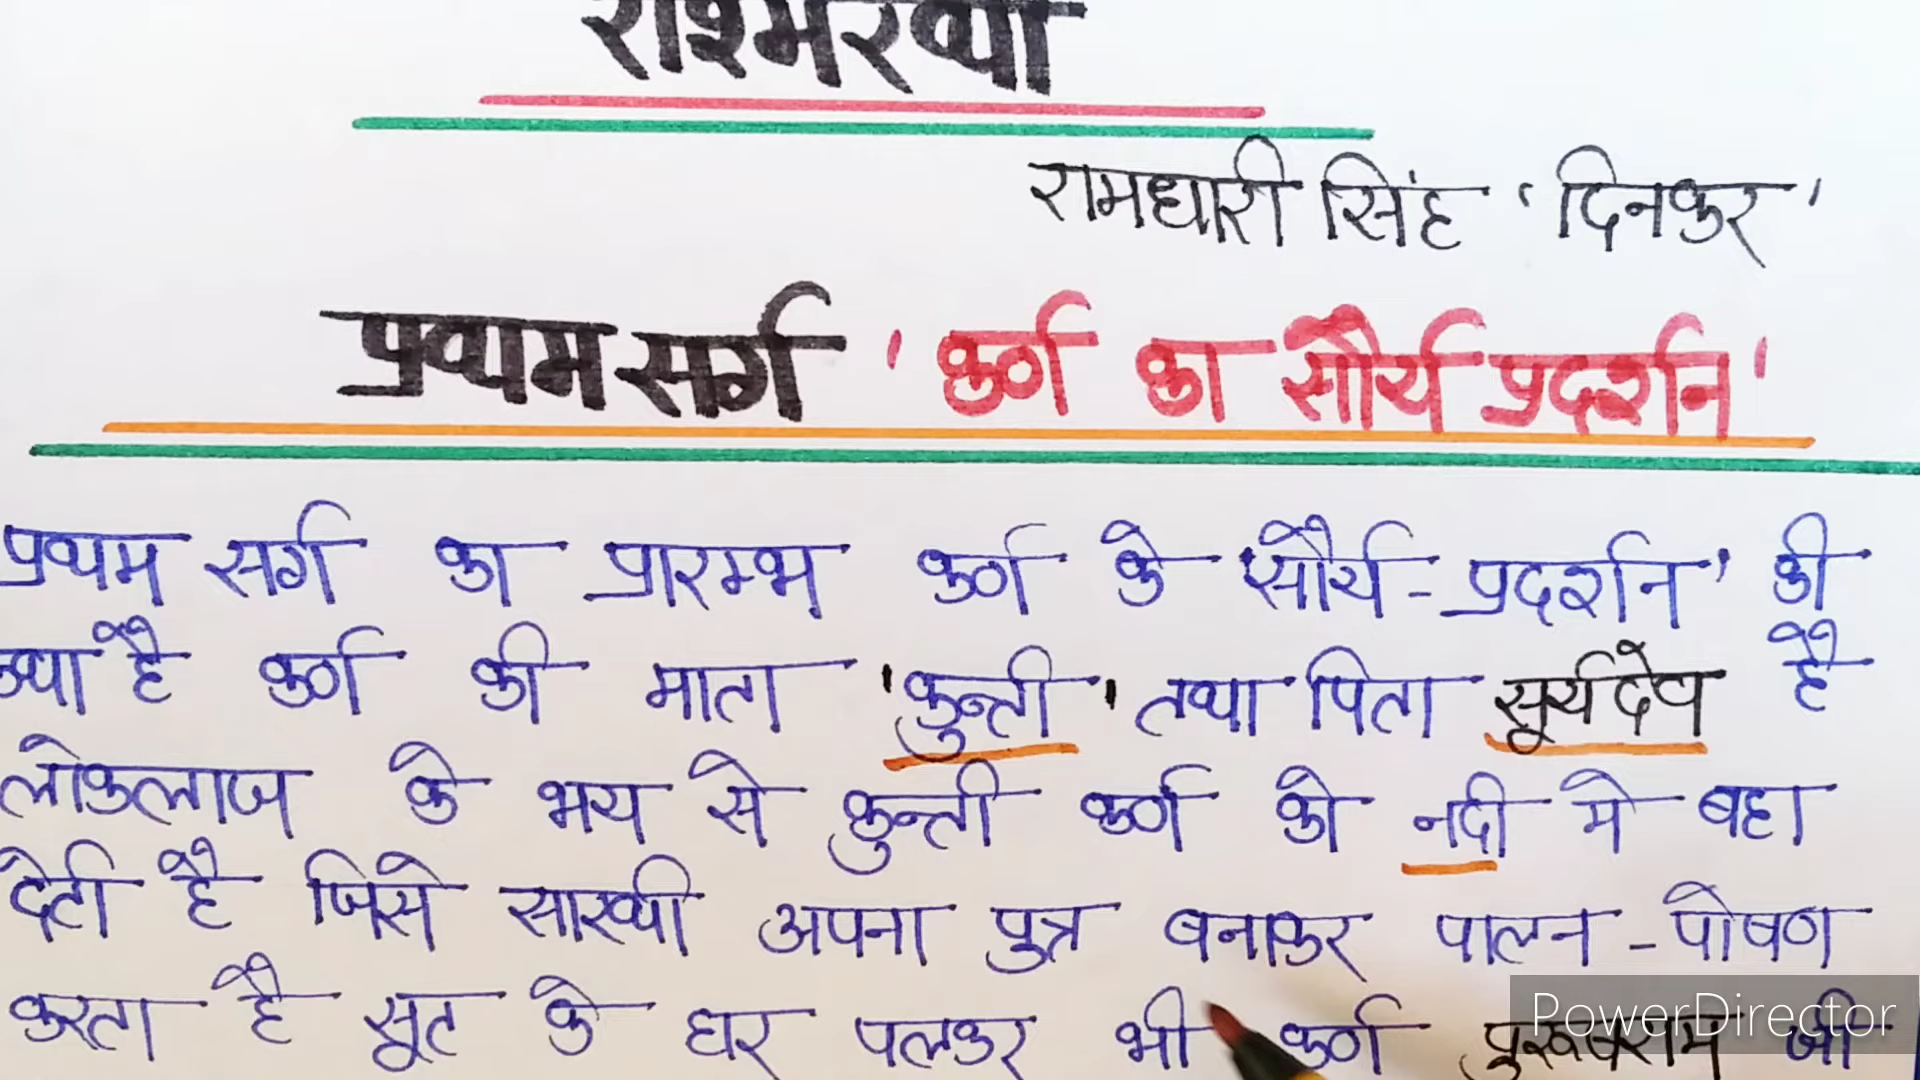 रश्मिरथी
रामधारी सिंह 'दिनकर'
प्रथम सर्ग 'कर्ण का सौर्य प्रदर्शन'
प्रथम सर्ग का प्रारम्भ कर्ण के 'सौर्य-प्रदर्शन' की
कथा है कर्ण की माता 'कुन्ती' तथा पिता सूर्यदेव है
लोकलाज के भय से कुन्ती कर्ण को नदी मे बहा
देती है जिसे सारथी अपना पुत्र बनाकर पालन-पोषण
करता है सूत के घर पलकर भी कर्ण जी
PowerDirector